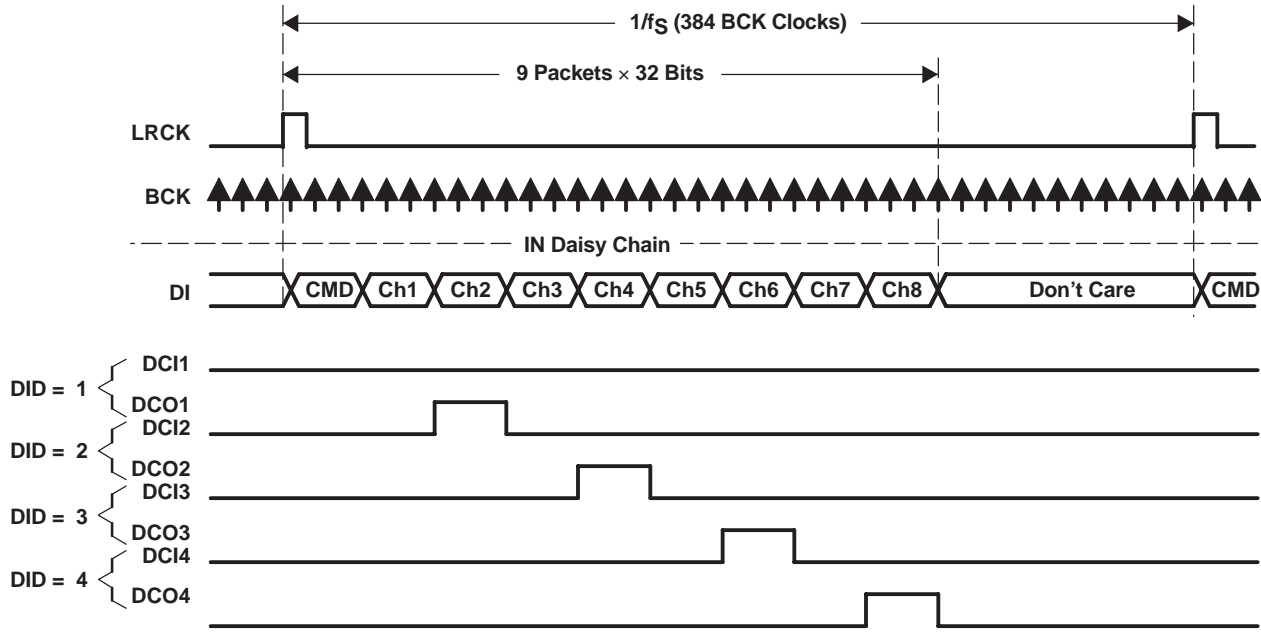 1/fS (384 BCK Clocks)
9 Packets × 32 Bits
LRCK
BCK
IN Daisy Chain
DI CMD Ch1 Ch2 Ch3 Ch4 Ch5 Ch6 Ch7 Ch8 Don't Care CMD
DCI1
DID = 1
DCO1
DCI2
DID = 2
DCO2
DCI3
DID = 3
DCO3
DCI4
DID = 4
DCO4